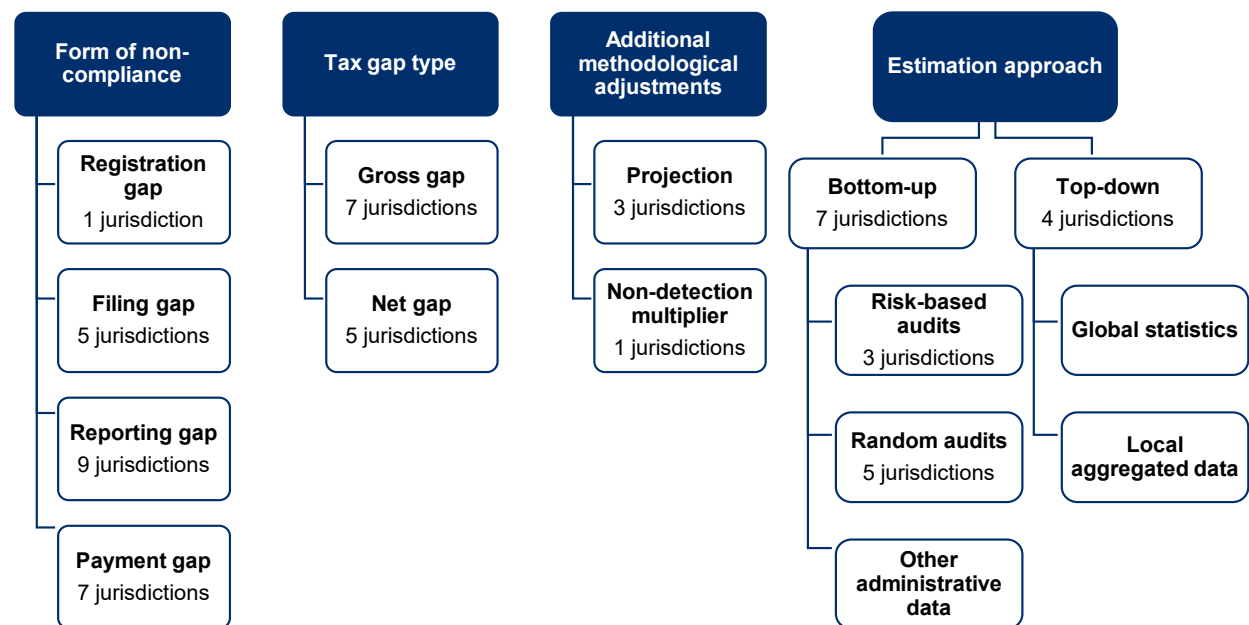 Form of non-
compliance
Registration
gap
1 jurisdiction
Filing gap
5 jurisdictions
Reporting gap
9 jurisdictions
Payment gap
7 jurisdictions
Tax gap type
Gross gap
7 jurisdictions
Net gap
5 jurisdictions
Additional
methodological
adjustments
Projection
3 jurisdictions
Non-detection
multiplier
1 jurisdictions
Estimation approach
Bottom-up
7 jurisdictions
Risk-based
audits
3 jurisdictions
Random audits
5 jurisdictions
Other
administrative
data
Top-down
4 jurisdictions
Global statistics
Local
aggregated data